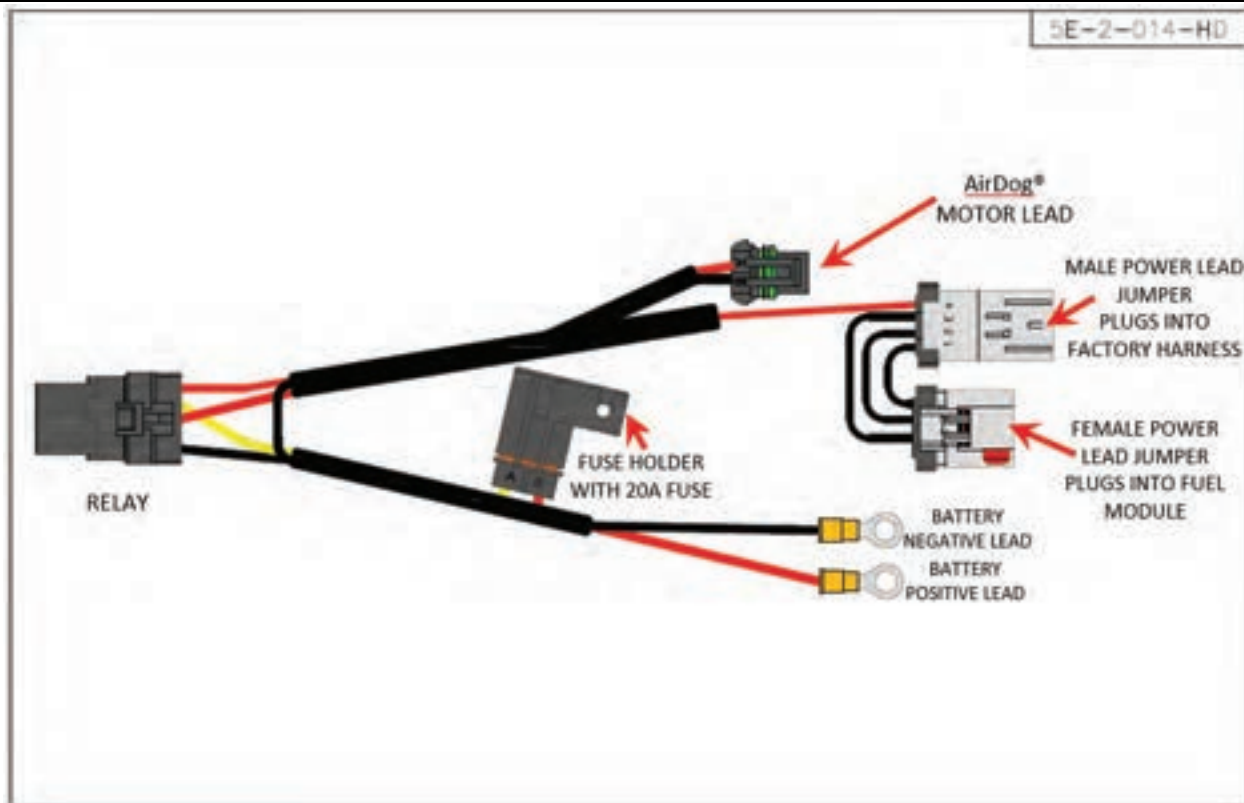 5E-2-014-HD
AirDog®
MOTOR LEAD
MALE POWER LEAD
JUMPER
PLUGS INTO
FACTORY HARNESS
FUSE HOLDER
WITH 20A FUSE
A
FEMALE POWER
LEAD JUMPER
PLUGS INTO FUEL
MODULE
RELAY
BATTERY
NEGATIVE LEAD
BATTERY
POSITIVE LEAD